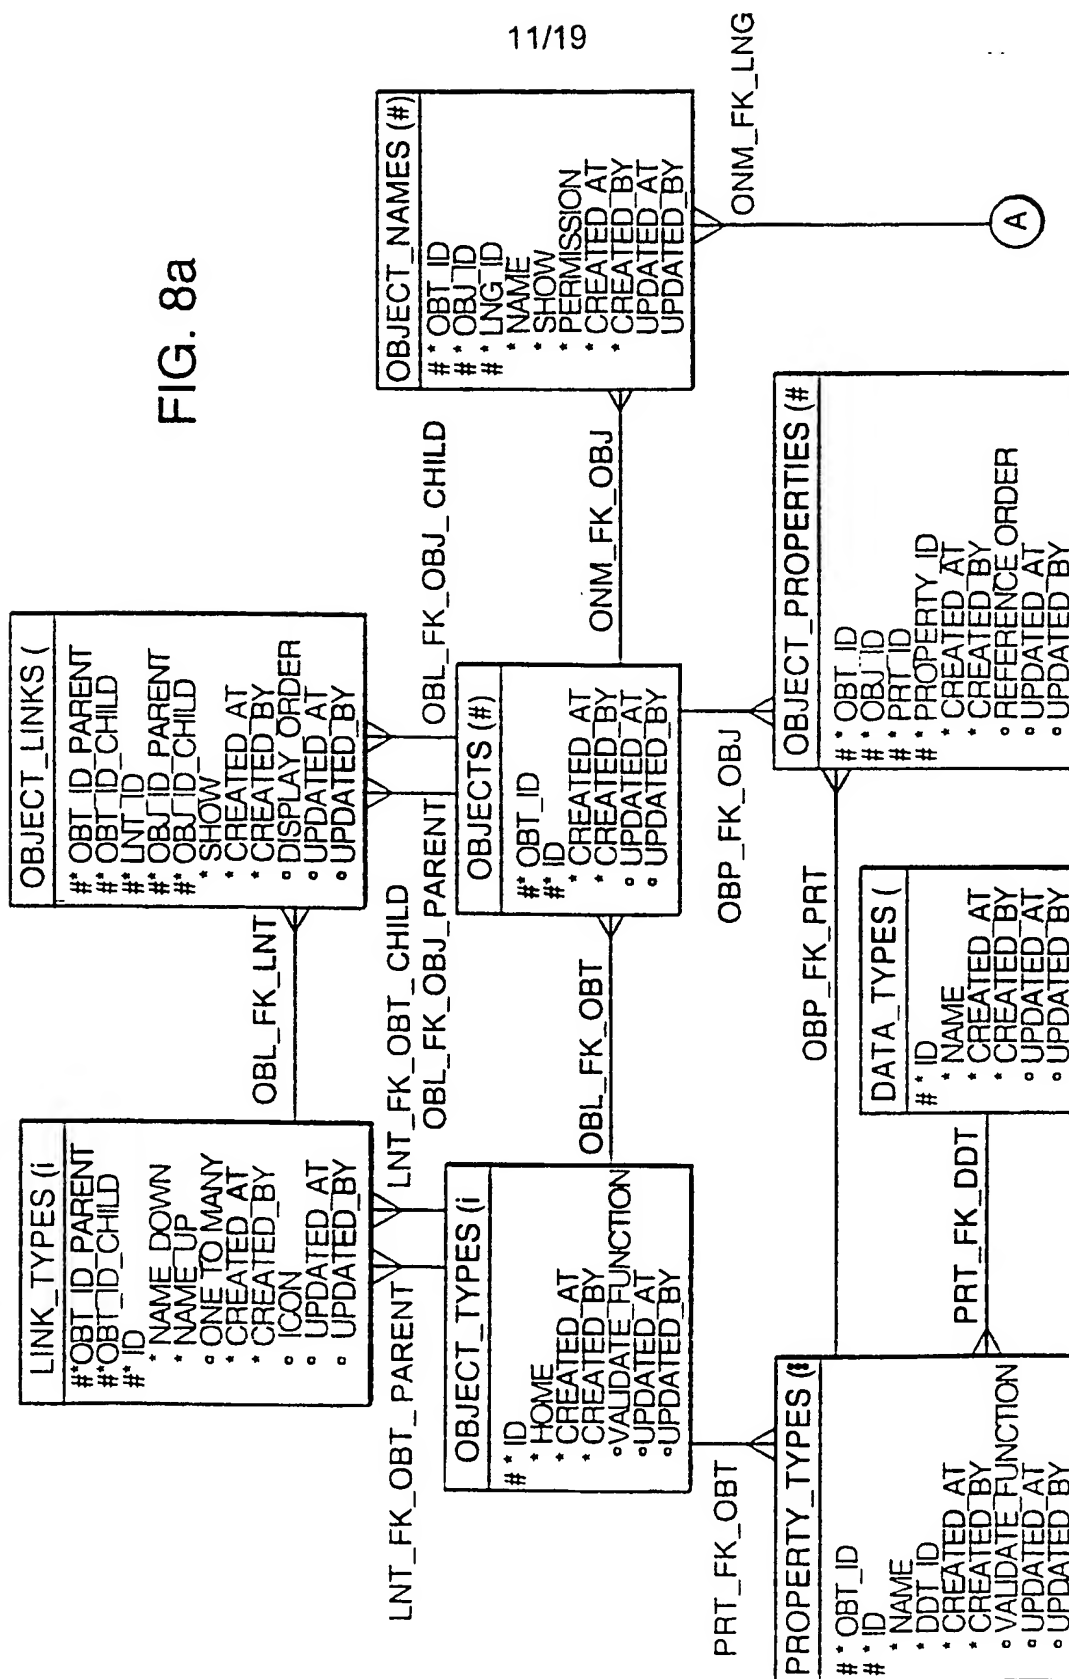 11/19
FIG. 8a
LINK_TYPES (i
#*OBT_ID_PARENT
#*OBT_ID_CHILD
#*ID
* NAME_DOWN
* NAME_UP
o ONE TO MANY
* CREATED_AT
* CREATED_BY
o ICON
o UPDATED_AT
o UPDATED_BY
OBL_FK_LNT
OBJECT_LINKS (
#* OBT_ID_PARENT
#* OBT_ID_CHILD
#* LNT_ID
#* OBJ_ID_PARENT
#* OBJ_ID_CHILD
* SHOW
* CREATED_AT
* CREATED_BY
o DISPLAY_ORDER
o UPDATED_AT
o UPDATED_BY
LNT_FK_OBT_PARENT
LNT_FK_OBT_CHILD
OBL_FK_OBJ_PARENT
OBL_FK_OBJ_CHILD
OBJECT_TYPES (i
#* ID
* HOME
* CREATED_AT
* CREATED_BY
o VALIDATE_FUNCTION
o UPDATED_AT
o UPDATED_BY
OBL_FK_OBT
OBJECTS (#)
#* OBT_ID
#* ID
* CREATED_AT
* CREATED_BY
o UPDATED_AT
o UPDATED_BY
ONM_FK_OBJ
OBJECT_NAMES (#)
#* OBT_ID
#* OBJ_ID
#* LNG_ID
* NAME
* SHOW
* PERMISSION
* CREATED_AT
* CREATED_BY
UPDATED_AT
UPDATED_BY
ONM_FK_LNG
A
PRT_FK_OBT
OBP_FK_OBJ
OBP_FK_PRT
PRT_FK_DDT
PROPERTY_TYPES (#
#* OBT_ID
#* ID
* NAME
* DDT_ID
* CREATED_AT
* CREATED_BY
o VALIDATE_FUNCTION
o UPDATED_AT
o UPDATED_BY
DATA_TYPES (
#* ID
* NAME
* CREATED_AT
* CREATED_BY
o UPDATED_AT
o UPDATED_BY
OBJECT_PROPERTIES (#
#* OBT_ID
#* OBJ_ID
#* PRT_ID
#* PROPERTY_ID
* CREATED_AT
* CREATED_BY
o REFERENCE_ORDER
o UPDATED_AT
o UPDATED_BY